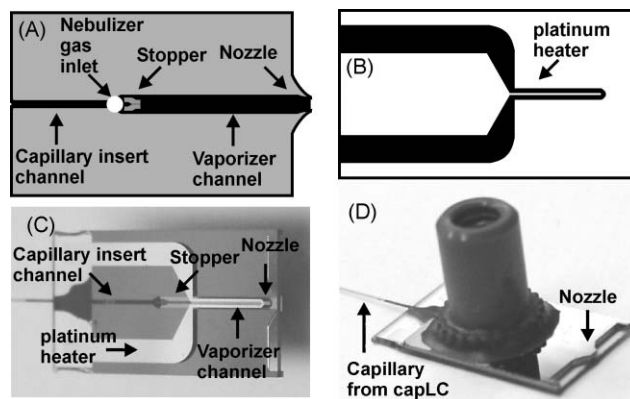 (A)
Nebulizer
gas
inlet
Stopper
Nozzle
Capillary insert
channel
Vaporizer
channel
(B)
platinum
heater
(C)
Capillary insert
channel
Stopper
Nozzle
platinum
heater
Vaporizer
channel
(D)
Nozzle
Capillary
from capLC